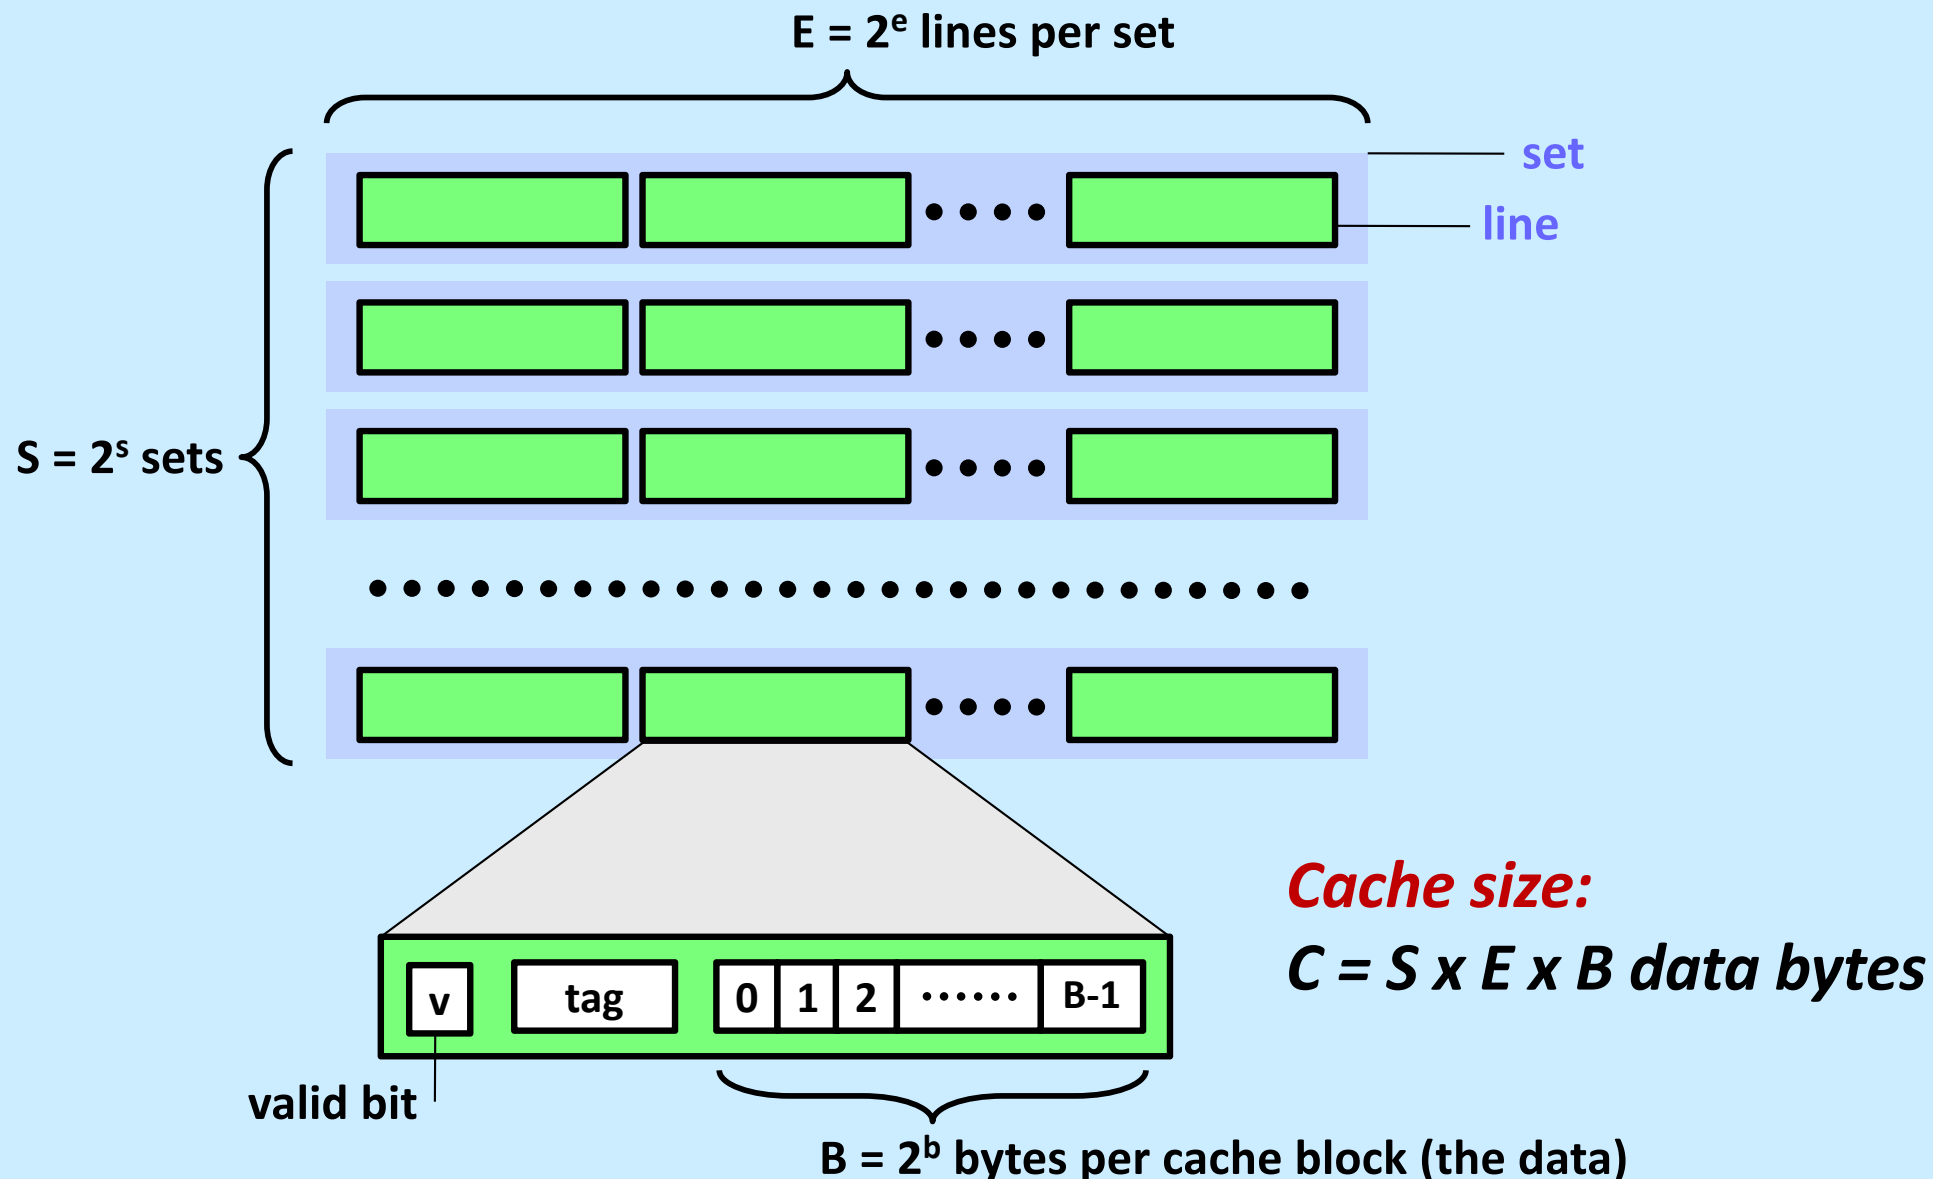 E = 2ᵉ lines per set
set
line
S = 2ˢ sets
Cache size:
C = S x E x B data bytes
v
tag
0
1
2
B-1
valid bit
B = 2ᵇ bytes per cache block (the data)